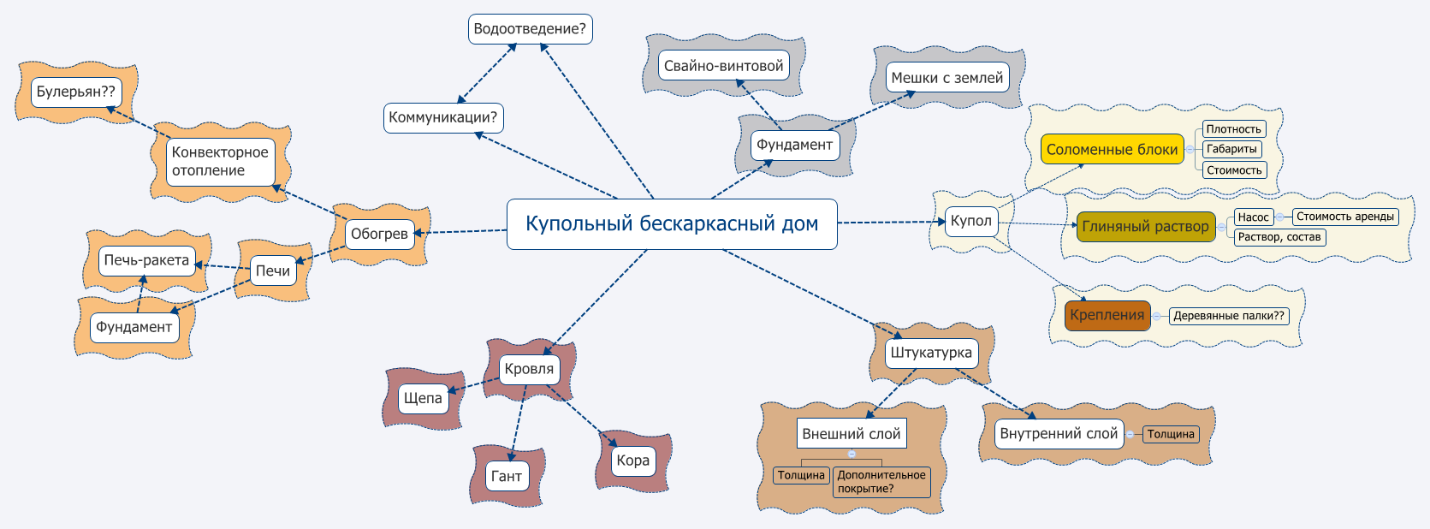 Водоотведение?
Коммуникации?
Свайно-винтовой
Мешки с землей
Фундамент
Булерьян??
Конвекторное
отопление
Обогрев
Печь-ракета
Печи
Фундамент
Купольный бескаркасный дом
Купол
Соломенные блоки
Плотность
Габариты
Стоимость
Глиняный раствор
Насос
Стоимость аренды
Раствор, состав
Крепления
Деревянные палки??
Кровля
Щепа
Гант
Кора
Штукатурка
Внешний слой
Толщина
Дополнительное
покрытие?
Внутренний слой
Толщина